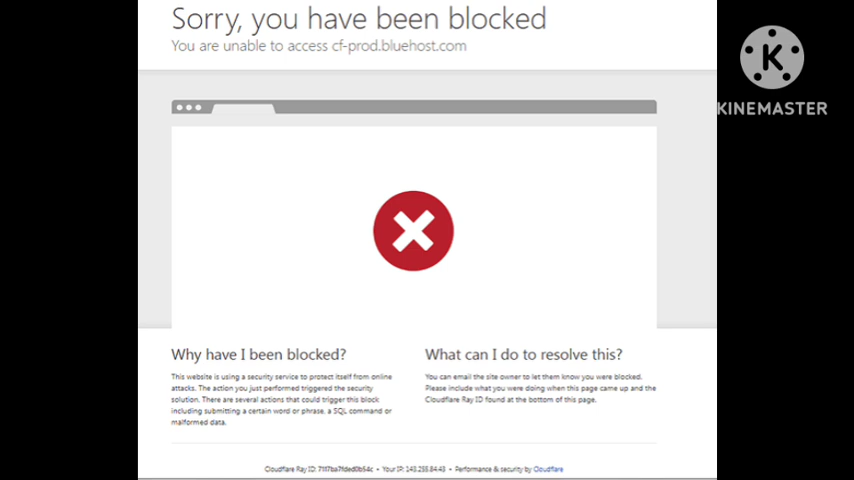 Sorry, you have been blocked
You are unable to access cf-prod.bluehost.com
K
KINEMASTER
Why have I been blocked?
This website is using a security service to protect itself from online
attacks. The action you just performed triggered the security
solution. There are several actions that could trigger this block
including submitting a certain word or phrase, a SQL command or
malformed data.
What can I do to resolve this?
You can email the site owner to let them know you were blocked.
Please include what you were doing when this page came up and the
Cloudflare Ray ID found at the bottom of this page.
Cloudflare Ray ID: • Your IP: • Performance & security by Cloudflare